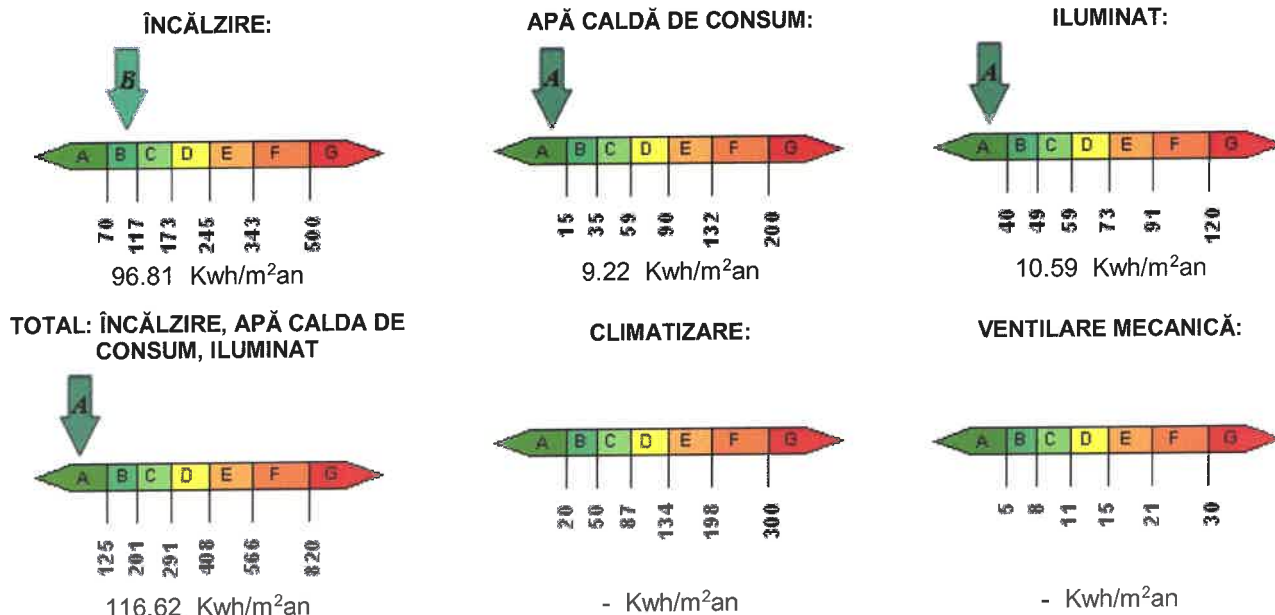 ÎNCĂLZIRE:
B
A B C D E F G
70 117 173 245 343 500
96.81 Kwh/m²an
APĂ CALDĂ DE CONSUM:
A
A B C D E F G
15 35 59 90 132 200
9.22 Kwh/m²an
ILUMINAT:
A
A B C D E F G
40 49 59 73 91 120
10.59 Kwh/m²an
TOTAL: ÎNCĂLZIRE, APĂ CALDA DE
CONSUM, ILUMINAT
A
A B C D E F G
125 201 291 408 566 820
116.62 Kwh/m²an
CLIMATIZARE:
A B C D E F G
20 50 87 134 198 300
- Kwh/m²an
VENTILARE MECANICĂ:
A B C D E F G
5 8 11 15 21 30
- Kwh/m²an